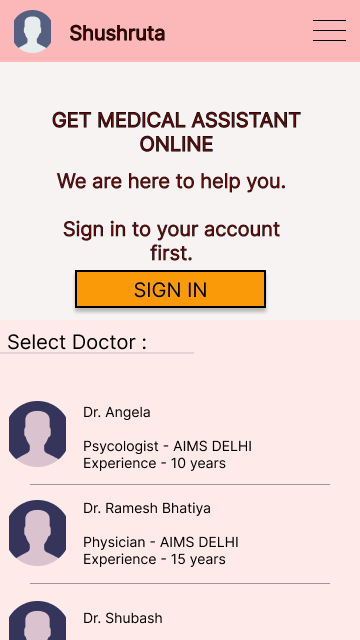 Shushruta
GET MEDICAL ASSISTANT
ONLINE
We are here to help you.
Sign in to your account
first.
SIGN IN
Select Doctor :
Dr. Angela
Psycologist - AIMS DELHI
Experience - 10 years
Dr. Ramesh Bhatiya
Physician - AIMS DELHI
Experience - 15 years
Dr. Shubash